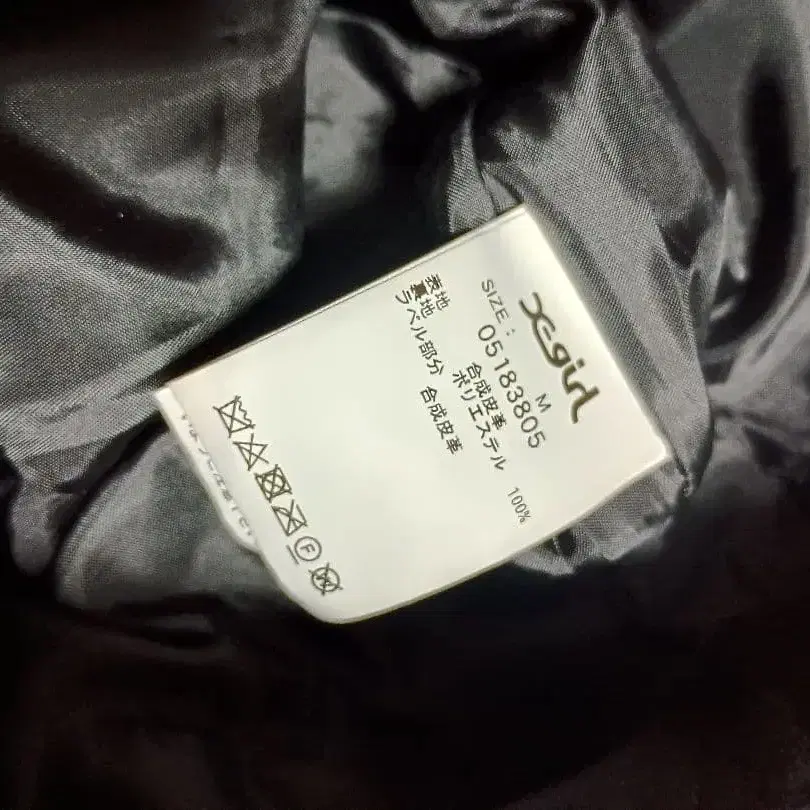 X-girl
SIZE : M
05183805
表地 合成皮革
裏地 ポリエステル 100%
ラベル部分 合成皮革
F
W